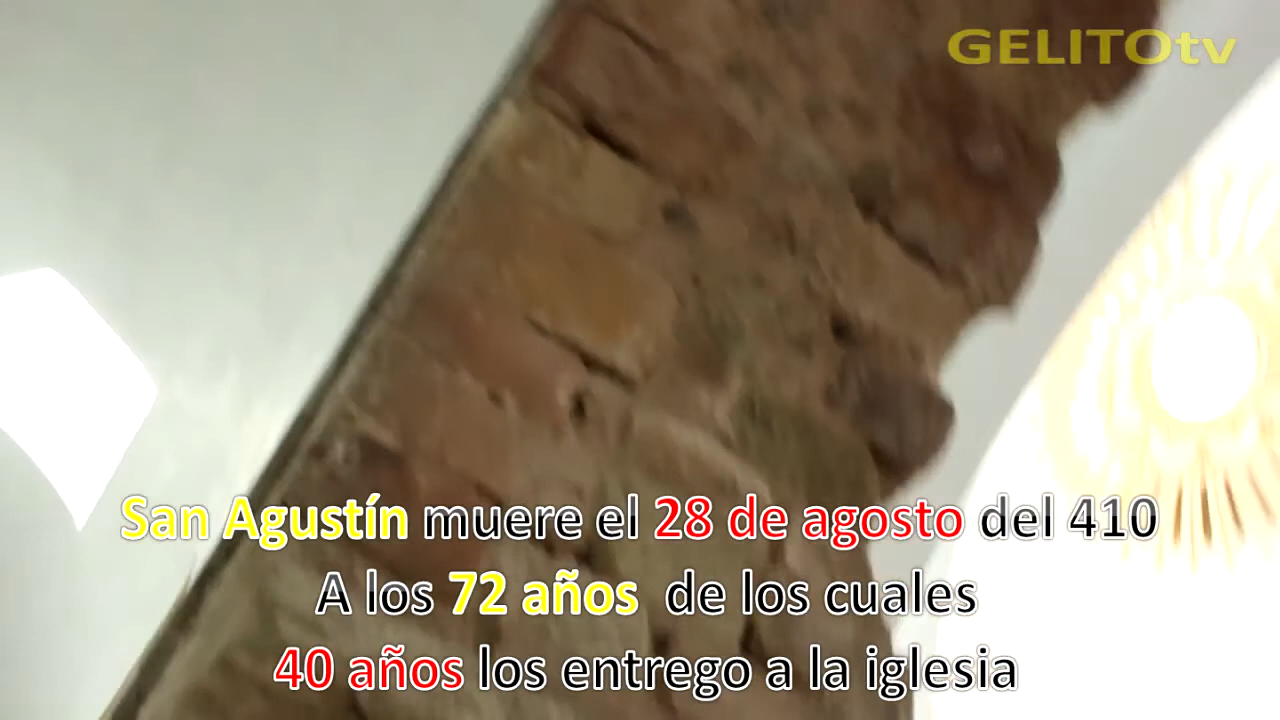 GELITOtv
San Agustín muere el 28 de agosto del 410
A los 72 años de los cuales
40 años los entrego a la iglesia